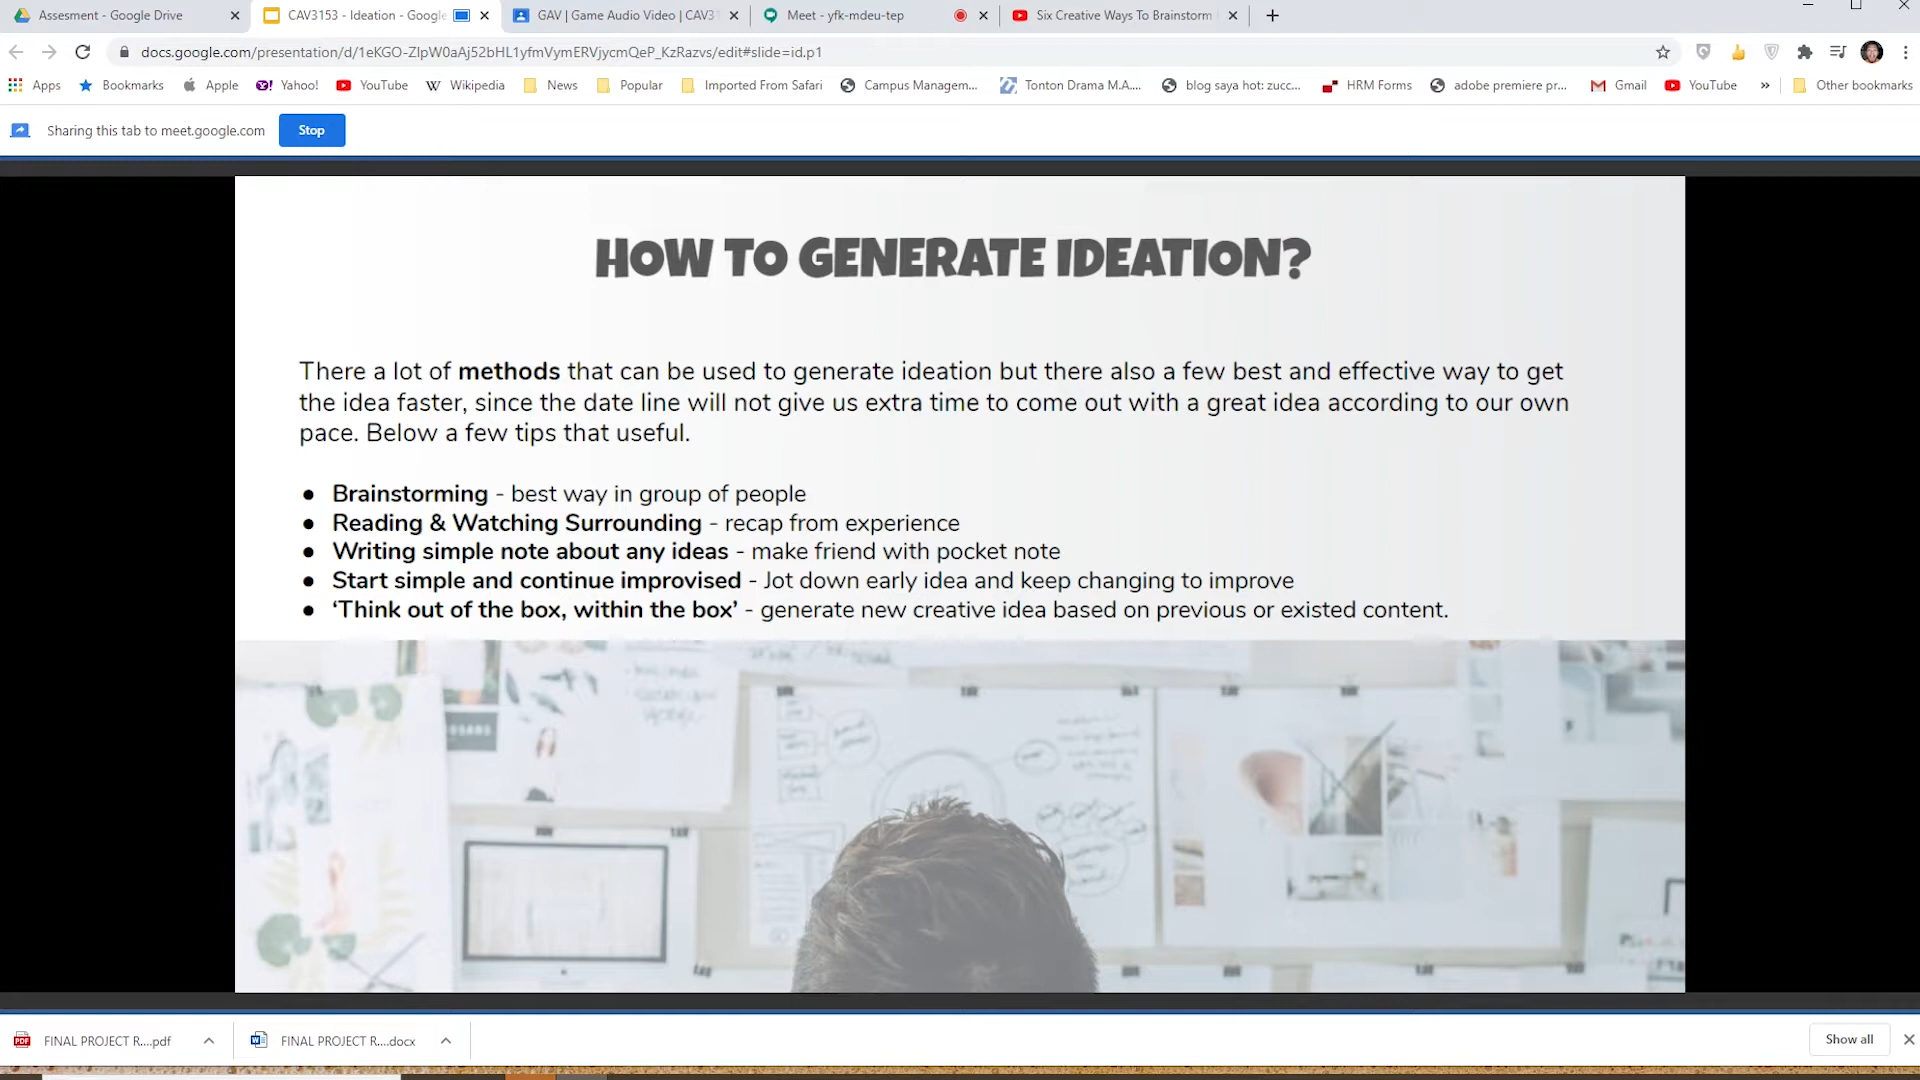 Assesment - Google Drive
CAV3153 - Ideation - Google
GAV | Game Audio Video | CAV3
Meet - yfk-mdeu-tep
Six Creative Ways To Brainstorm
docs.google.com/presentation/d/1eKGO-ZlpW0aAj52bHL1yfmVymERVjycmQeP_KzRazvs/edit#slide=id.p1
Apps
Bookmarks
Apple
Yahoo!
YouTube
Wikipedia
News
Popular
Imported From Safari
Campus Managem...
Tonton Drama M.A....
blog saya hot: zucc...
HRM Forms
adobe premiere pr...
Gmail
YouTube
»
Other bookmarks
Sharing this tab to meet.google.com
Stop
HOW TO GENERATE IDEATION?
There a lot of methods that can be used to generate ideation but there also a few best and effective way to get
the idea faster, since the date line will not give us extra time to come out with a great idea according to our own
pace. Below a few tips that useful.
● Brainstorming - best way in group of people
● Reading & Watching Surrounding - recap from experience
● Writing simple note about any ideas - make friend with pocket note
● Start simple and continue improvised - Jot down early idea and keep changing to improve
● ‘Think out of the box, within the box’ - generate new creative idea based on previous or existed content.
FINAL PROJECT R....pdf
FINAL PROJECT R....docx
Show all